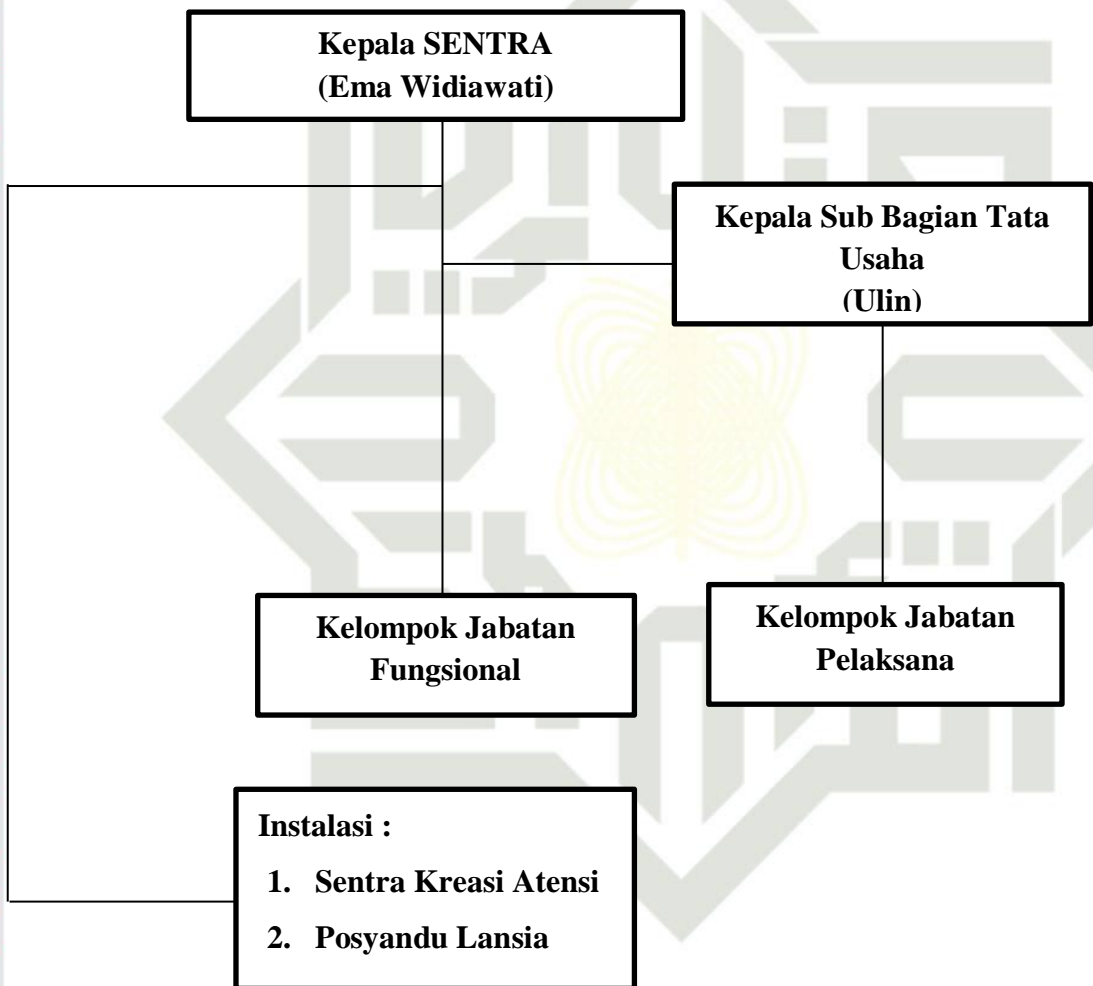 Kepala SENTRA
(Ema Widiawati)
Kepala Sub Bagian Tata
Usaha
(Ulin)
Kelompok Jabatan
Fungsional
Kelompok Jabatan
Pelaksana
Instalasi :
1. Sentra Kreasi Atensi
2. Posyandu Lansia